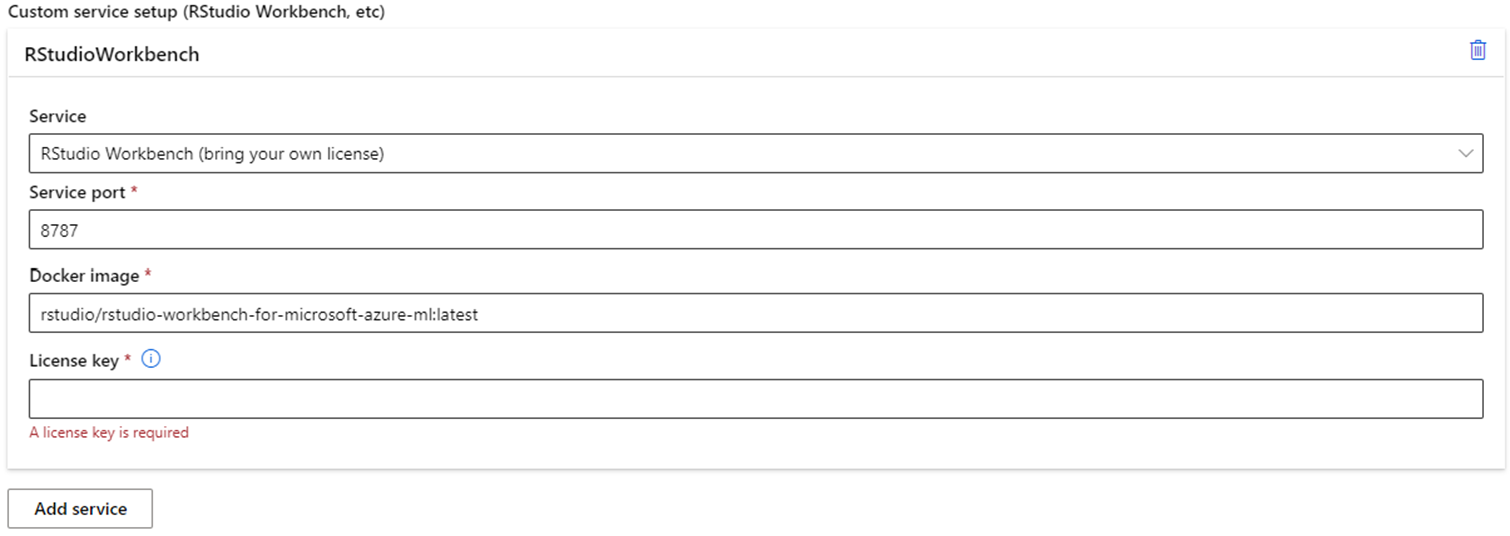 Custom service setup (RStudio Workbench, etc)
RStudioWorkbench
Service
RStudio Workbench (bring your own license)
Service port *
8787
Docker image *
rstudio/rstudio-workbench-for-microsoft-azure-ml:latest
License key *
A license key is required
Add service